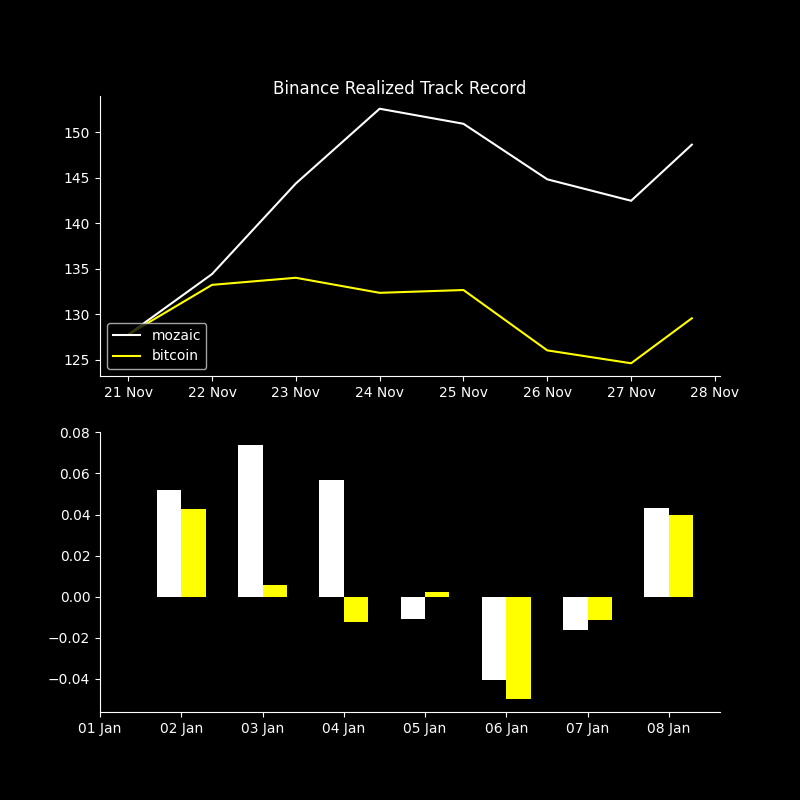 Binance Realized Track Record
150
145
140
135
130
125
mozaic
bitcoin
21 Nov 22 Nov 23 Nov 24 Nov 25 Nov 26 Nov 27 Nov 28 Nov
0.08
0.06
0.04
0.02
0.00
−0.02
−0.04
01 Jan 02 Jan 03 Jan 04 Jan 05 Jan 06 Jan 07 Jan 08 Jan